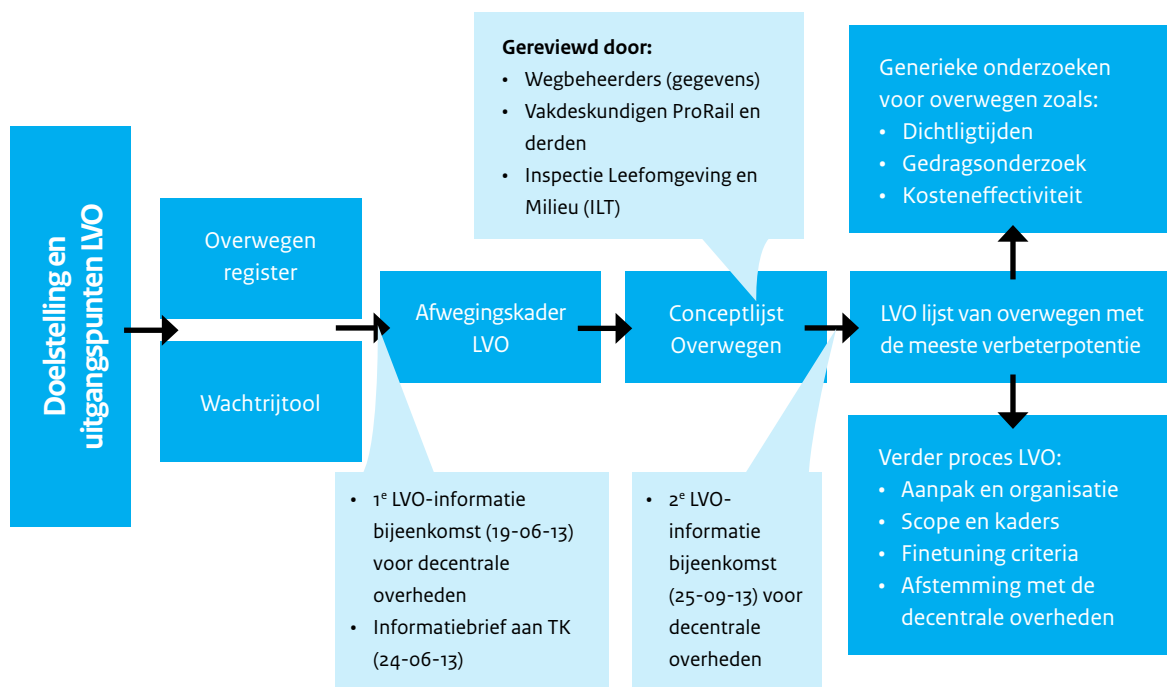 Doelstelling en
uitgangspunten LVO
Overwegen
register
Wachtrijtool
Afwegingskader
LVO
Gereviewd door:
• Wegbeheerders (gegevens)
• Vakdeskundigen ProRail en
derden
• Inspectie Leefomgeving en
Milieu (ILT)
Conceptlijst
Overwegen
• 1e LVO-informatie
bijeenkomst (19-06-13)
voor decentrale
overheden
• Informatiebrief aan TK
(24-06-13)
• 2e LVO-
informatie
bijeenkomst
(25-09-13) voor
decentrale
overheden
Generieke onderzoeken
voor overwegen zoals:
• Dichtligtijden
• Gedragsonderzoek
• Kosteneffectiviteit
LVO lijst van overwegen met
de meeste verbeterpotentie
Verder proces LVO:
• Aanpak en organisatie
• Scope en kaders
• Finetuning criteria
• Afstemming met de
decentrale overheden